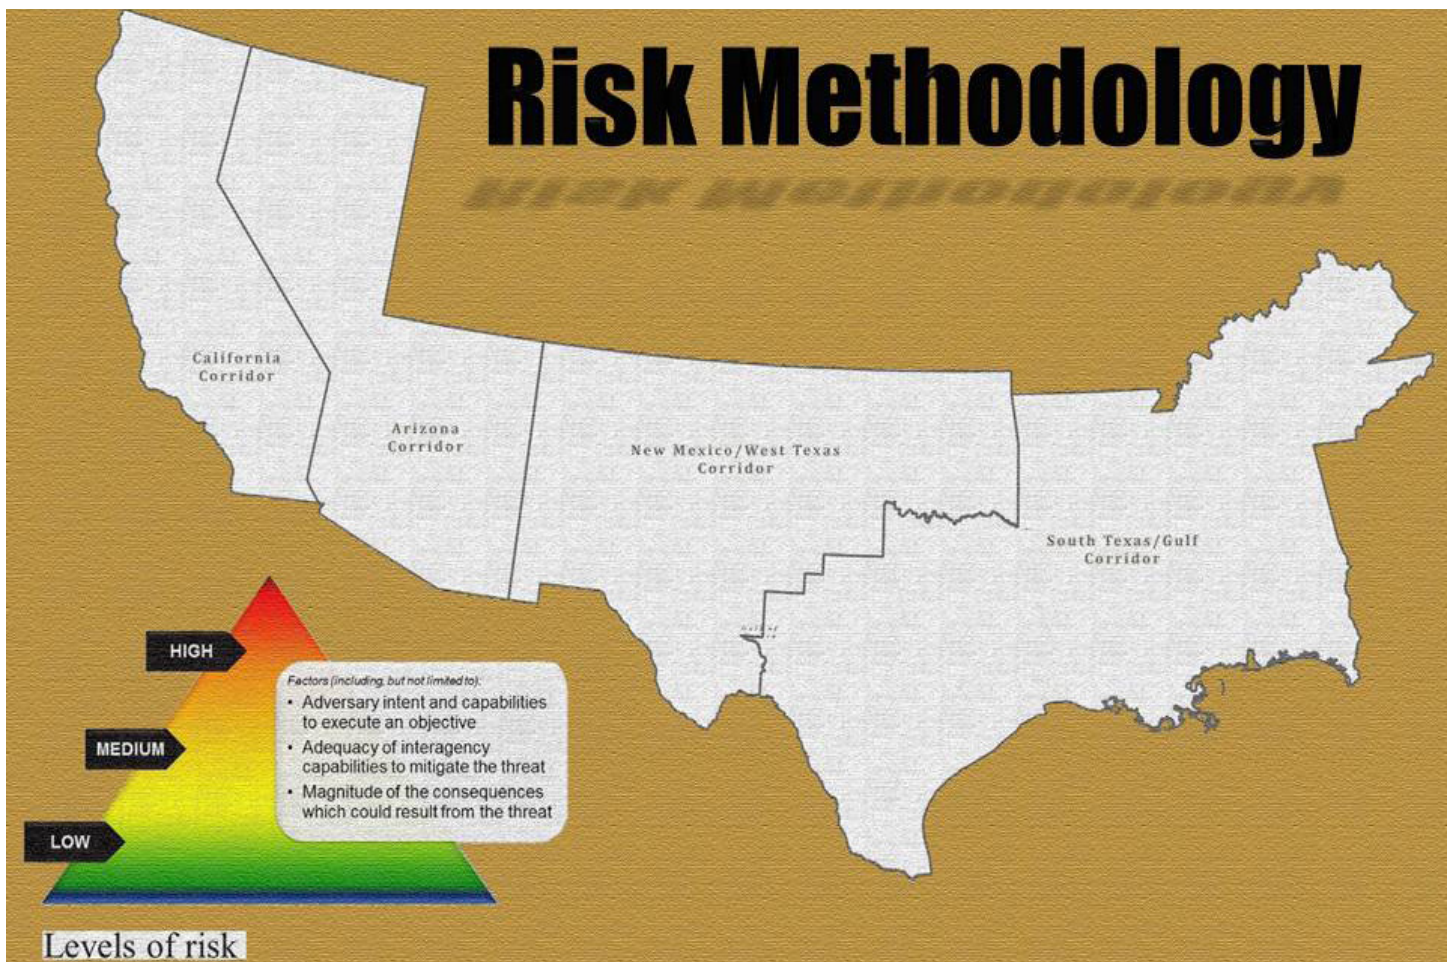 Risk Methodology
California
Corridor
Arizona
Corridor
New Mexico/West Texas
Corridor
South Texas/Gulf
Corridor
HIGH
MEDIUM
LOW
Factors (including, but not limited to):
• Adversary intent and capabilities
to execute an objective
• Adequacy of interagency
capabilities to mitigate the threat
• Magnitude of the consequences
which could result from the threat
Levels of risk